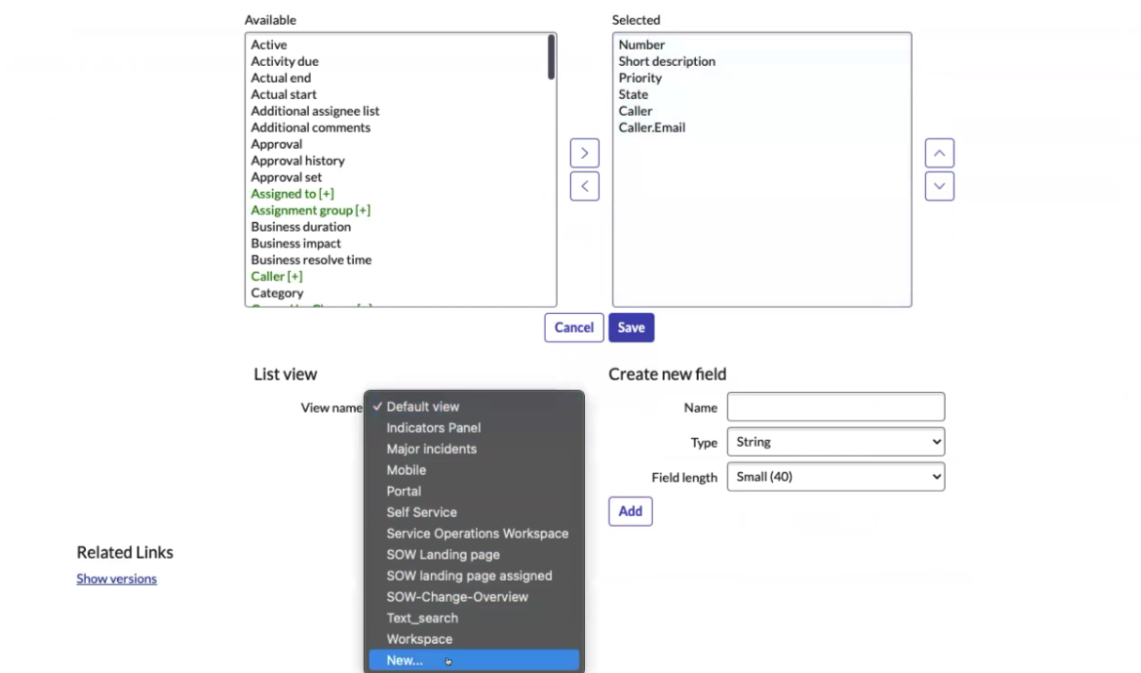 Available
Active
Activity due
Actual end
Actual start
Additional assignee list
Additional comments
Approval
Approval history
Approval set
Assigned to [+]
Assignment group [+]
Business duration
Business impact
Business resolve time
Caller [+]
Category
Selected
Number
Short description
Priority
State
Caller
Caller.Email
Cancel Save
List view
View name
✓ Default view
Indicators Panel
Major incidents
Mobile
Portal
Self Service
Service Operations Workspace
SOW Landing page
SOW landing page assigned
SOW-Change-Overview
Text_search
Workspace
New...
Create new field
Name
Type String
Field length Small (40)
Add
Related Links
Show versions